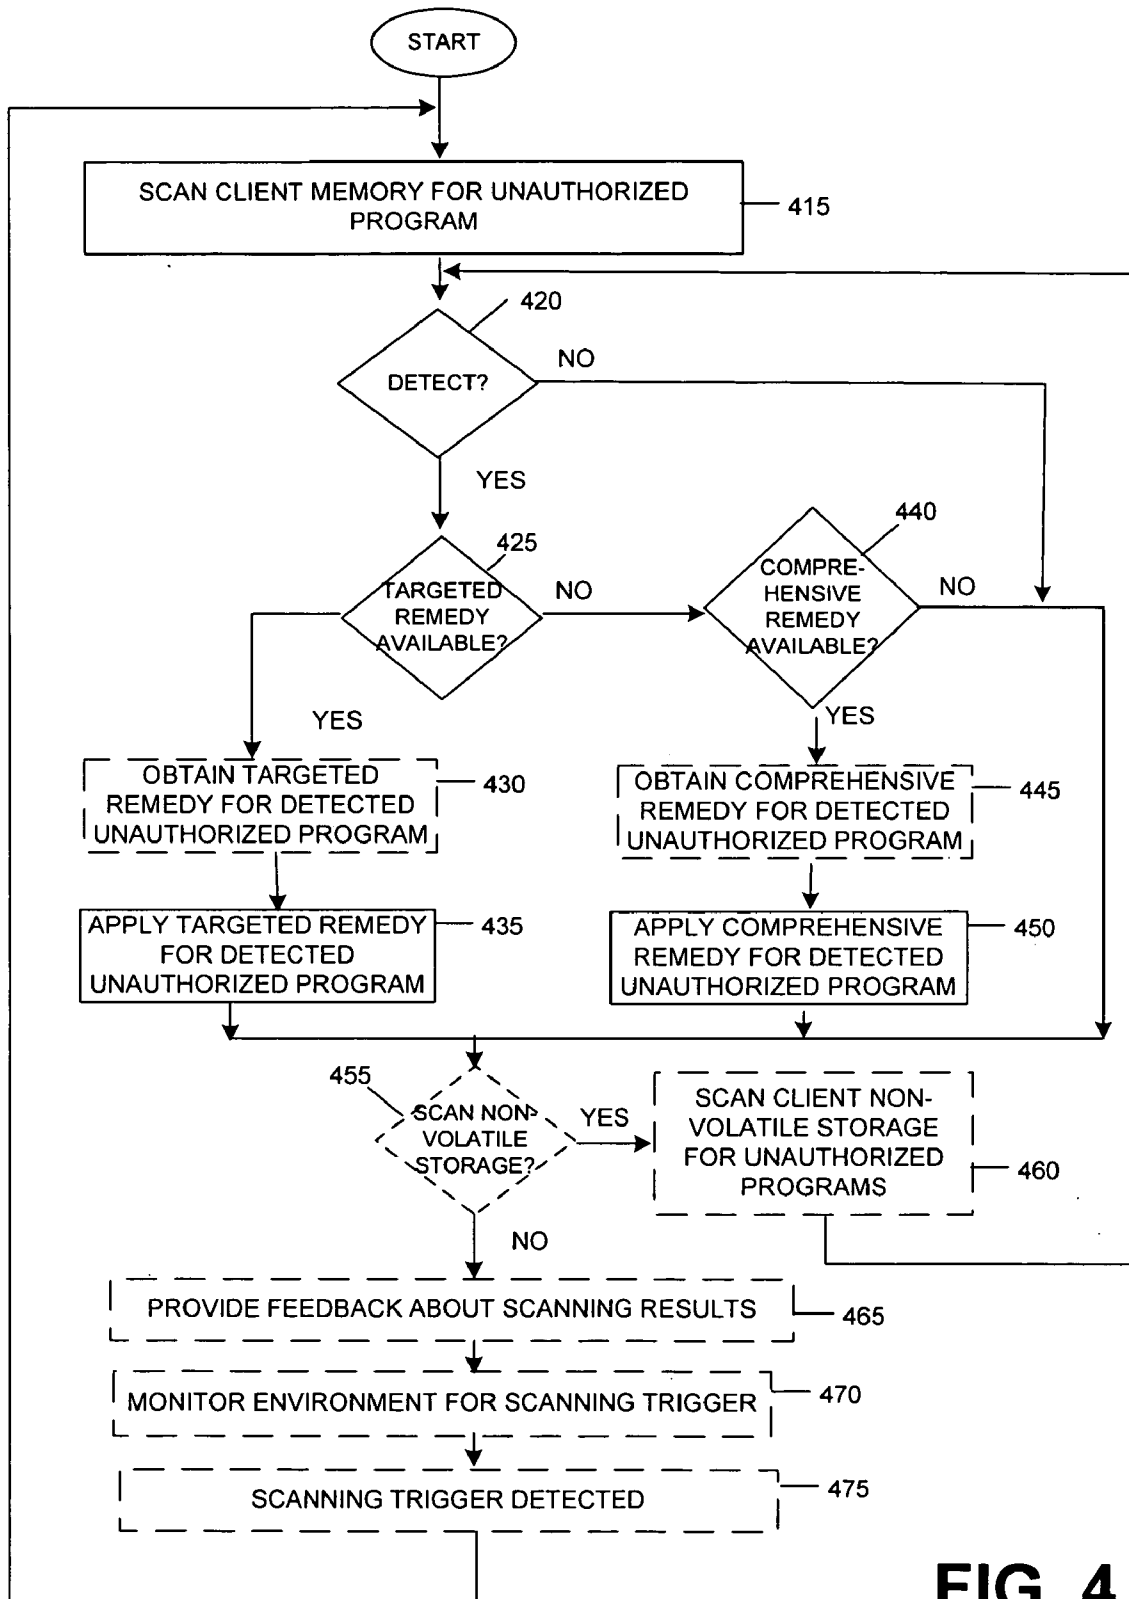 START
SCAN CLIENT MEMORY FOR UNAUTHORIZED
PROGRAM
415
420
DETECT?
NO
YES
425
TARGETED
REMEDY
AVAILABLE?
NO
440
COMPRE-
HENSIVE
REMEDY
AVAILABLE?
NO
YES
YES
OBTAIN TARGETED
REMEDY FOR DETECTED
UNAUTHORIZED PROGRAM
430
OBTAIN COMPREHENSIVE
REMEDY FOR DETECTED
UNAUTHORIZED PROGRAM
445
APPLY TARGETED REMEDY
FOR DETECTED
UNAUTHORIZED PROGRAM
435
APPLY COMPREHENSIVE
REMEDY FOR DETECTED
UNAUTHORIZED PROGRAM
450
455
SCAN NON-
VOLATILE
STORAGE?
YES
SCAN CLIENT NON-
VOLATILE STORAGE
FOR UNAUTHORIZED
PROGRAMS
460
NO
PROVIDE FEEDBACK ABOUT SCANNING RESULTS
465
MONITOR ENVIRONMENT FOR SCANNING TRIGGER
470
SCANNING TRIGGER DETECTED
475
FIG. 4